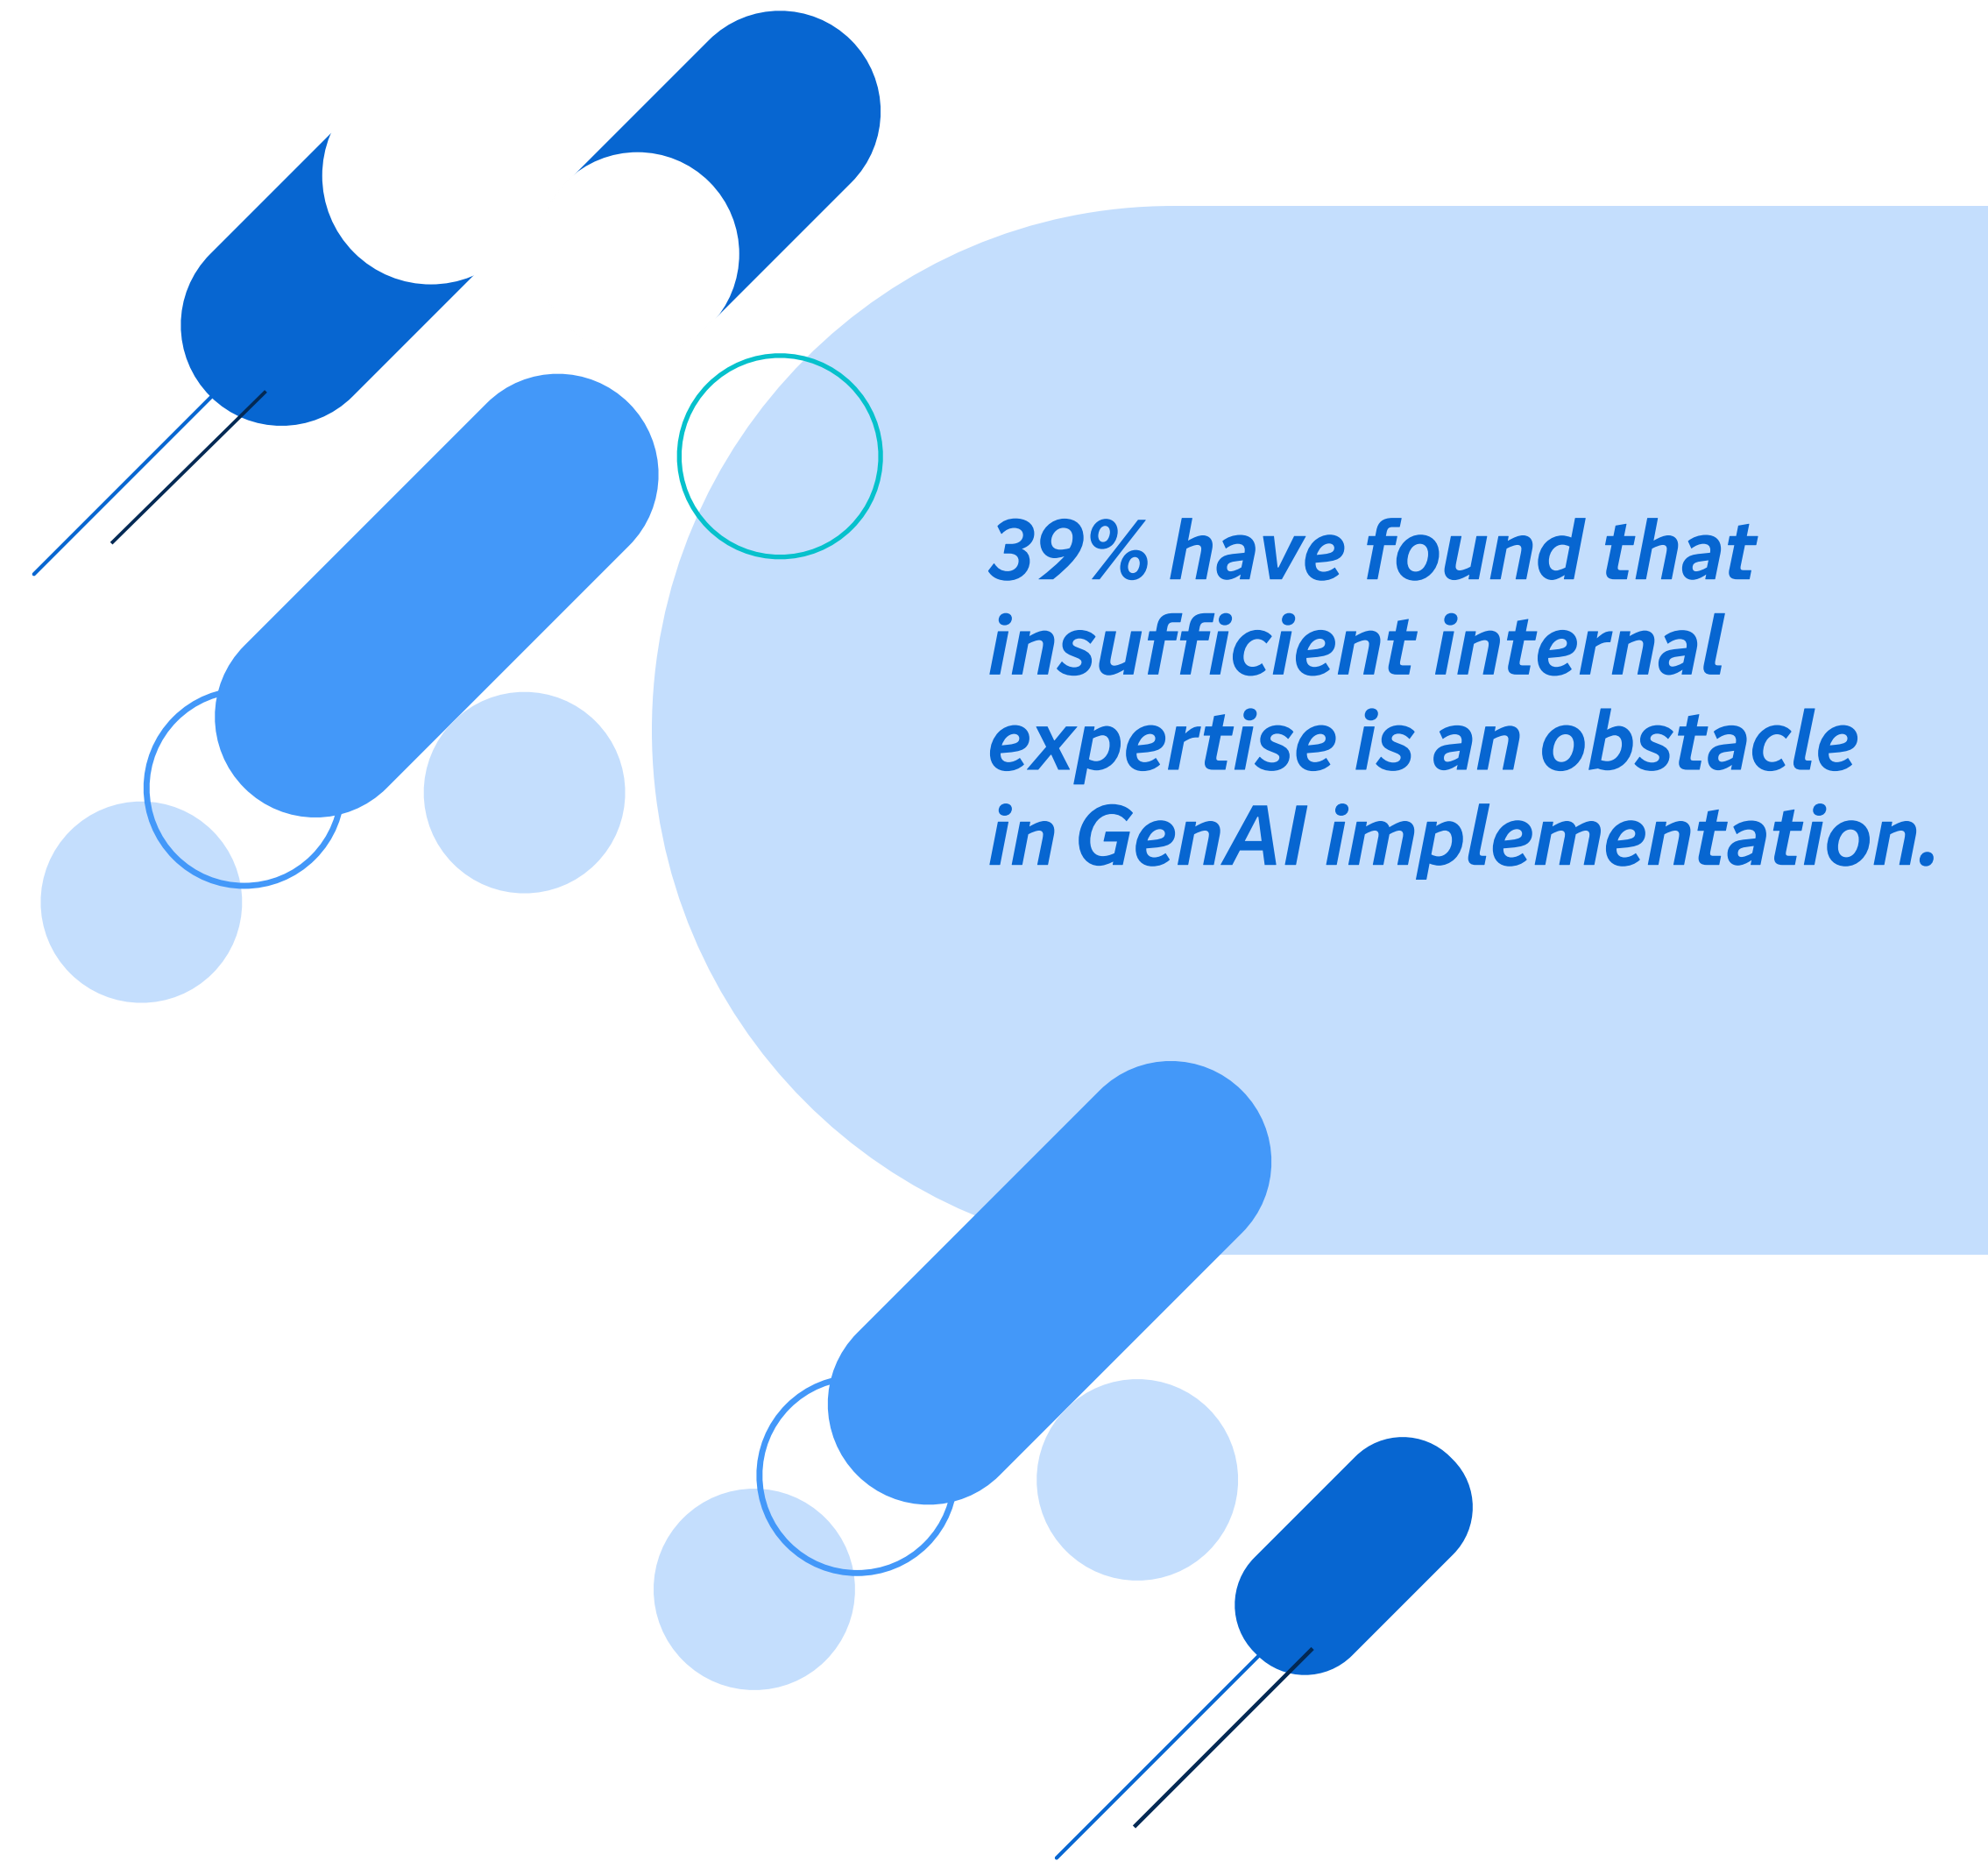 39% have found that
insufficient internal
expertise is an obstacle
in GenAI implementation.